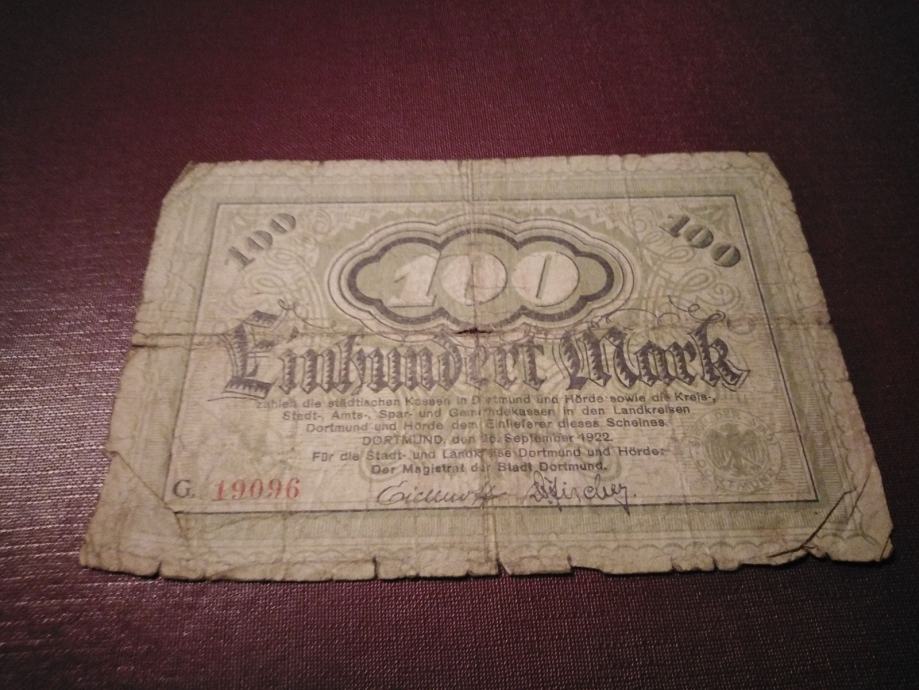 100
100
100
Einhundert Mark
zahlen die städtischen Kassen in Dortmund und Hörde sowie die Kreis-,
Stadt-, Amts-, Spar- und Gemeindekassen in den Landkreisen
Dortmund und Hörde dem Einlieferer dieses Scheines.
DORTMUND, den September 1922.
Für die Stadt- und Landkreise Dortmund und Hörde:
Der Magistrat der Stadt Dortmund.
G. 19096